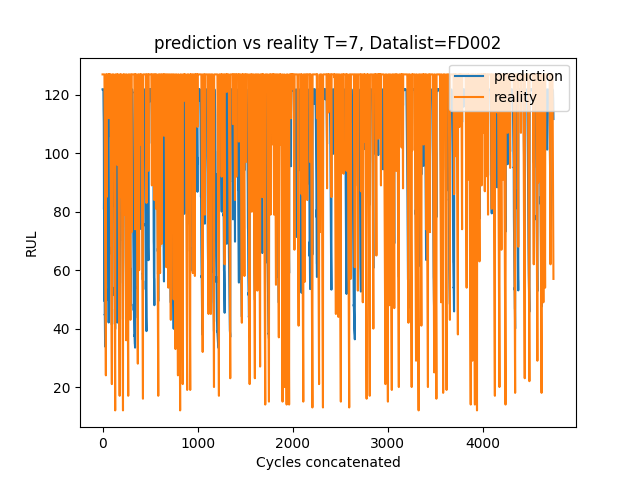 prediction vs reality T=7, Datalist=FD002
prediction
reality
RUL
120
100
80
60
40
20
0
1000
2000
3000
4000
Cycles concatenated